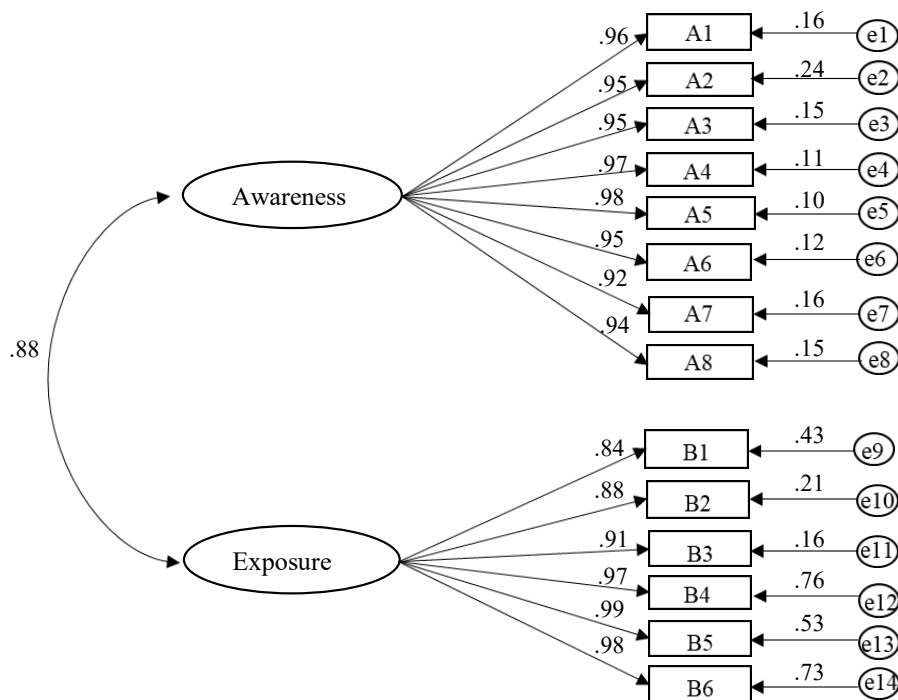 .96 A1 .16 e1
.95 A2 .24 e2
.95 A3 .15 e3
.97 A4 .11 e4
Awareness
.98 A5 .10 e5
.95 A6 .12 e6
.92 A7 .16 e7
.94 A8 .15 e8
.88
.84 B1 .43 e9
.88 B2 .21 e10
.91 B3 .16 e11
Exposure
.97 B4 .76 e12
.99 B5 .53 e13
.98 B6 .73 e14